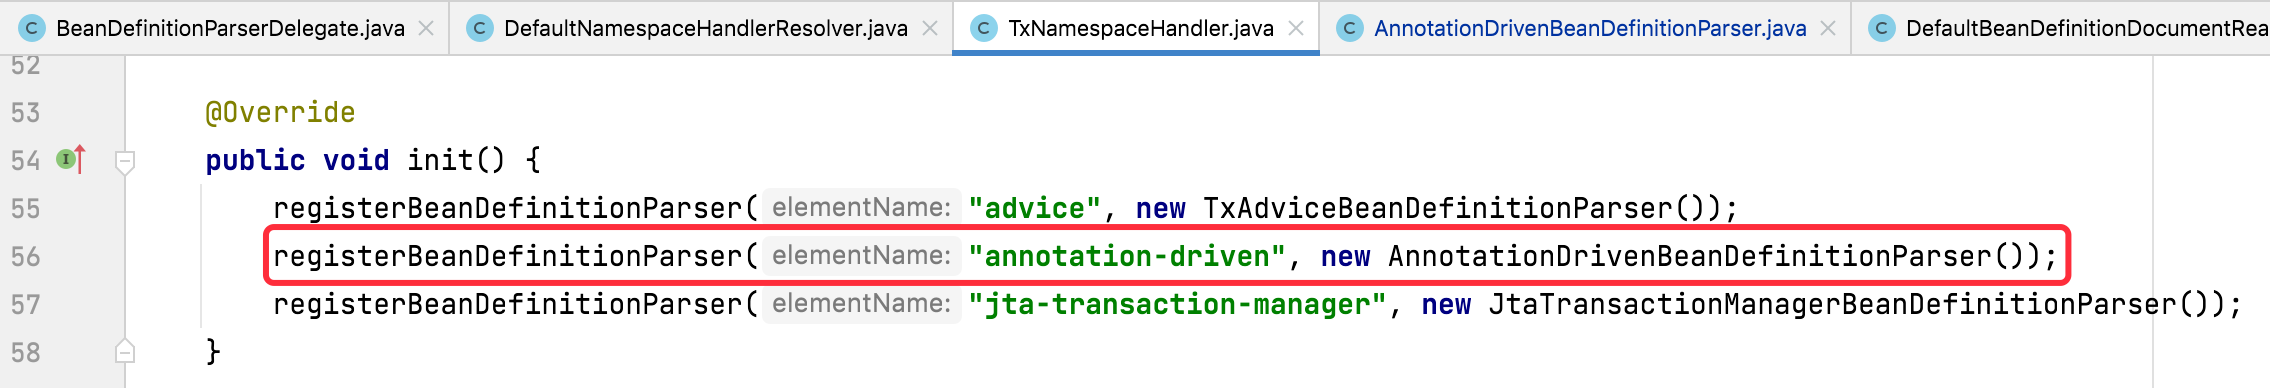 C BeanDefinitionParserDelegate.java C DefaultNamespaceHandlerResolver.java C TxNamespaceHandler.java C AnnotationDrivenBeanDefinitionParser.java C DefaultBeanDefinitionDocumentRea
52
53 @Override
54 I public void init() {
55 registerBeanDefinitionParser( elementName: "advice", new TxAdviceBeanDefinitionParser());
56 registerBeanDefinitionParser( elementName: "annotation-driven", new AnnotationDrivenBeanDefinitionParser());
57 registerBeanDefinitionParser( elementName: "jta-transaction-manager", new JtaTransactionManagerBeanDefinitionParser());
58 }